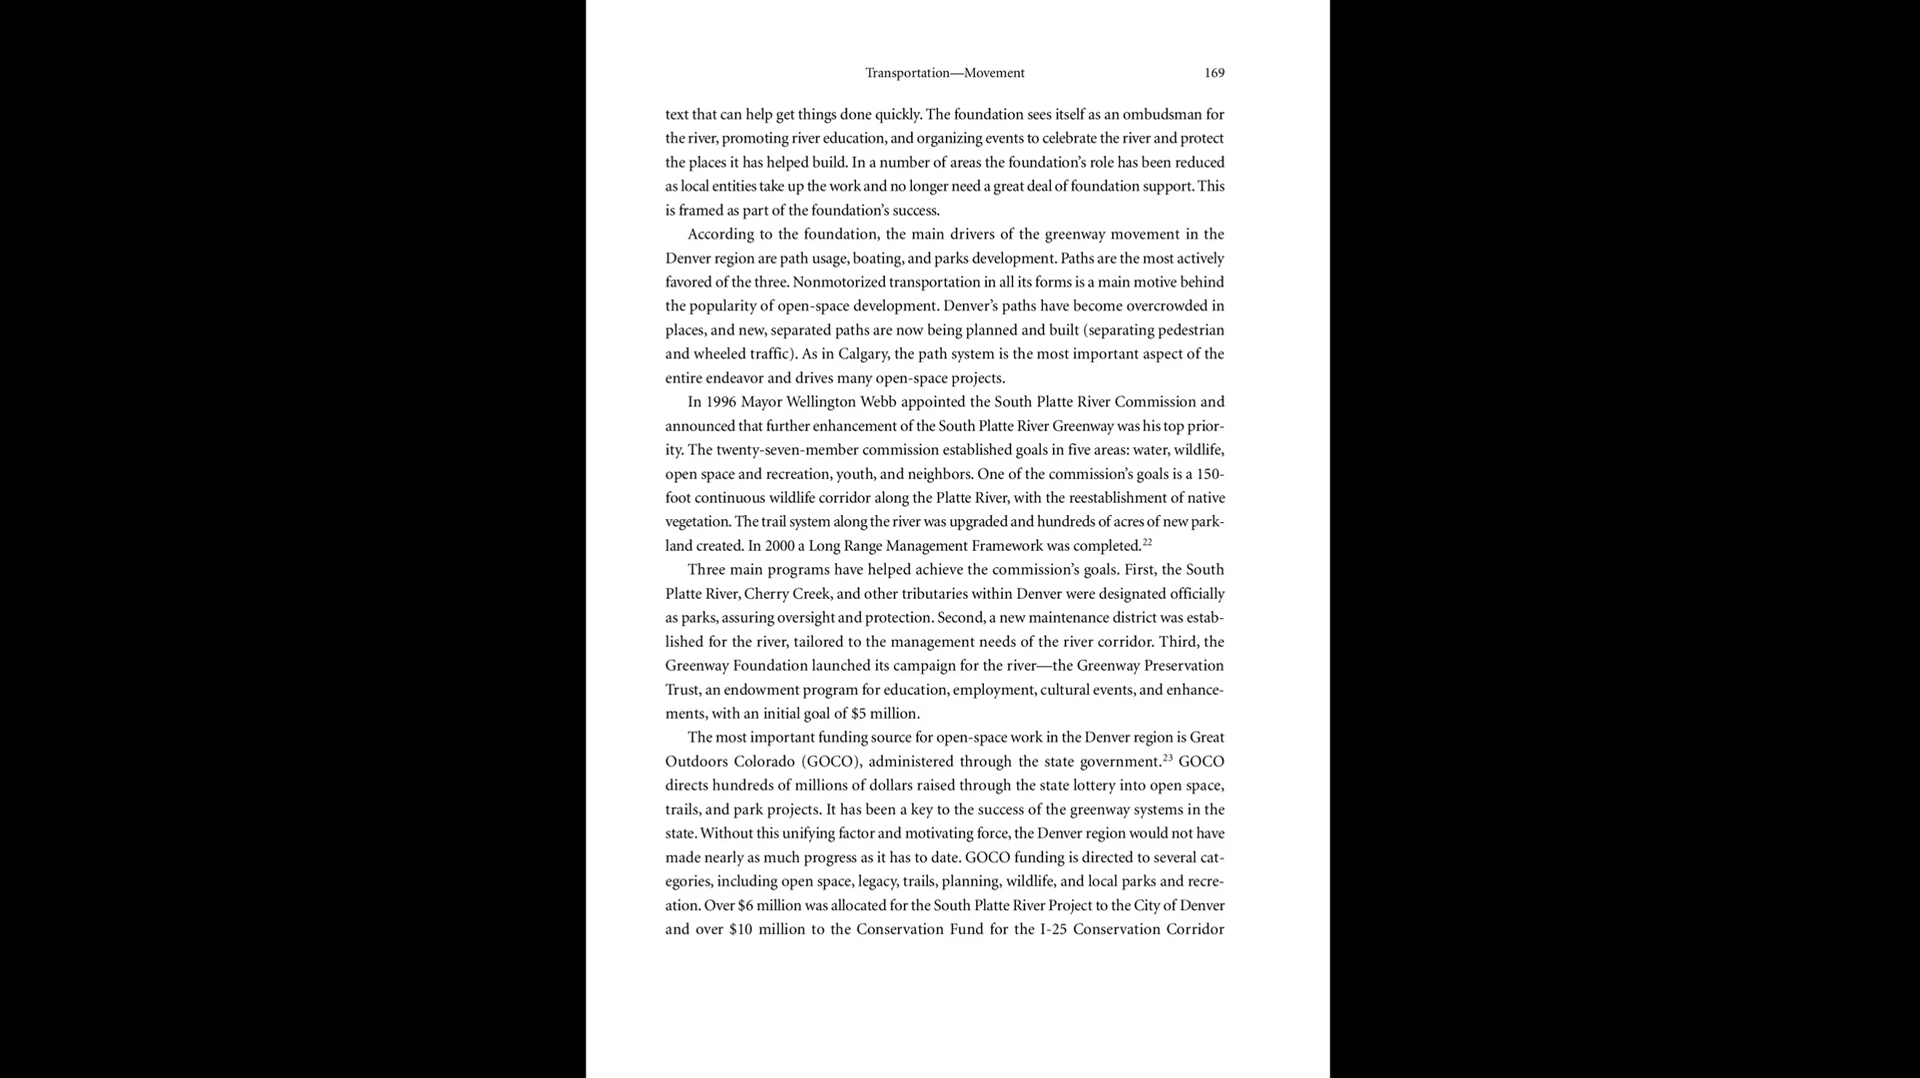 Transportation—Movement 169
text that can help get things done quickly. The foundation sees itself as an ombudsman for
the river, promoting river education, and organizing events to celebrate the river and protect
the places it has helped build. In a number of areas the foundation’s role has been reduced
as local entities take up the work and no longer need a great deal of foundation support. This
is framed as part of the foundation’s success.
According to the foundation, the main drivers of the greenway movement in the
Denver region are path usage, boating, and parks development. Paths are the most actively
favored of the three. Nonmotorized transportation in all its forms is a main motive behind
the popularity of open-space development. Denver’s paths have become overcrowded in
places, and new, separated paths are now being planned and built (separating pedestrian
and wheeled traffic). As in Calgary, the path system is the most important aspect of the
entire endeavor and drives many open-space projects.
In 1996 Mayor Wellington Webb appointed the South Platte River Commission and
announced that further enhancement of the South Platte River Greenway was his top prior-
ity. The twenty-seven-member commission established goals in five areas: water, wildlife,
open space and recreation, youth, and neighbors. One of the commission’s goals is a 150-
foot continuous wildlife corridor along the Platte River, with the reestablishment of native
vegetation. The trail system along the river was upgraded and hundreds of acres of new park-
land created. In 2000 a Long Range Management Framework was completed.22
Three main programs have helped achieve the commission’s goals. First, the South
Platte River, Cherry Creek, and other tributaries within Denver were designated officially
as parks, assuring oversight and protection. Second, a new maintenance district was estab-
lished for the river, tailored to the management needs of the river corridor. Third, the
Greenway Foundation launched its campaign for the river—the Greenway Preservation
Trust, an endowment program for education, employment, cultural events, and enhance-
ments, with an initial goal of $5 million.
The most important funding source for open-space work in the Denver region is Great
Outdoors Colorado (GOCO), administered through the state government.23 GOCO
directs hundreds of millions of dollars raised through the state lottery into open space,
trails, and park projects. It has been a key to the success of the greenway systems in the
state. Without this unifying factor and motivating force, the Denver region would not have
made nearly as much progress as it has to date. GOCO funding is directed to several cat-
egories, including open space, legacy, trails, planning, wildlife, and local parks and recre-
ation. Over $6 million was allocated for the South Platte River Project to the City of Denver
and over $10 million to the Conservation Fund for the I-25 Conservation Corridor